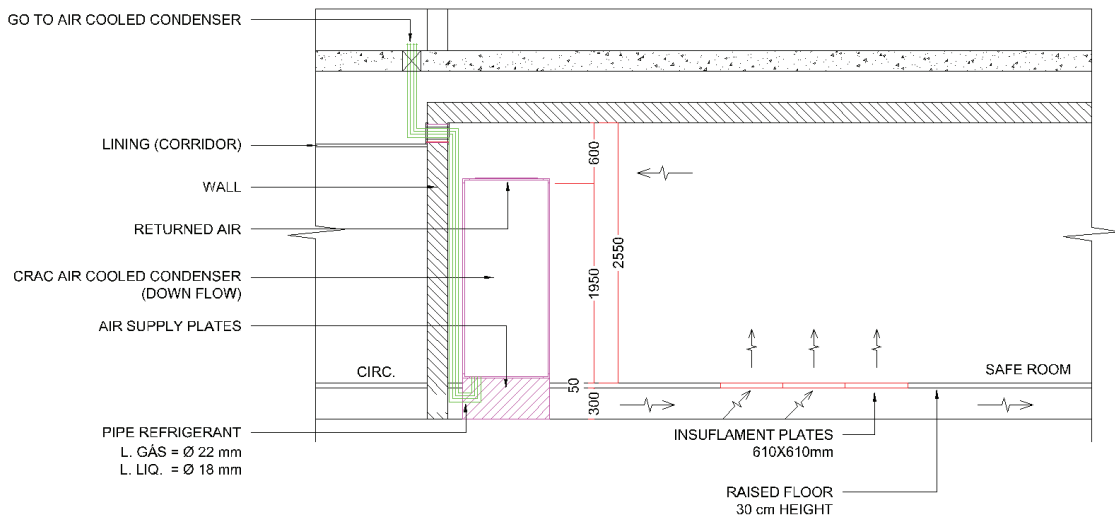 GO TO AIR COOLED CONDENSER
LINING (CORRIDOR)
WALL
RETURNED AIR
CRAC AIR COOLED CONDENSER
(DOWN FLOW)
AIR SUPPLY PLATES
CIRC.
PIPE REFRIGERANT
L. GÁS = Ø 22 mm
L. LIQ. = Ø 18 mm
600
2550
1950
50
300
SAFE ROOM
INSUFLAMENT PLATES
610X610mm
RAISED FLOOR
30 cm HEIGHT